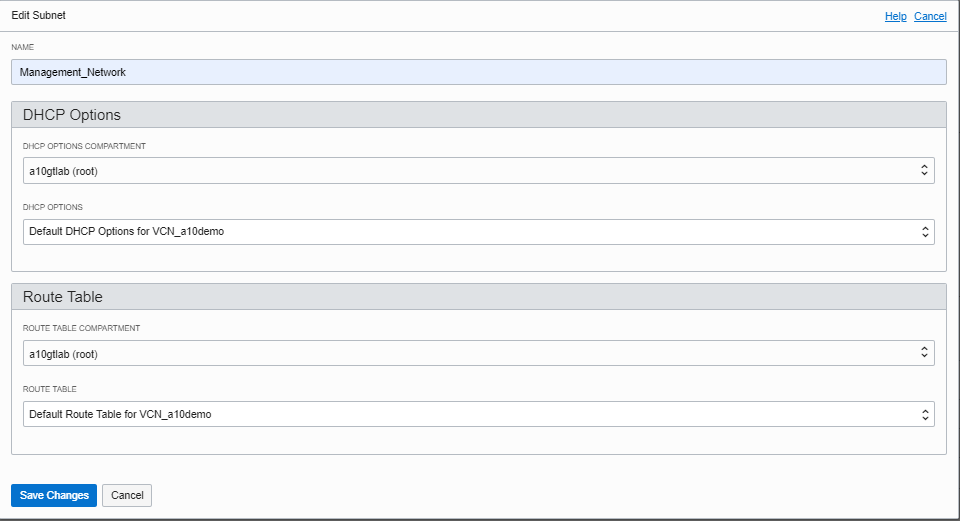 Edit Subnet
Help Cancel
NAME
Management_Network
DHCP Options
DHCP OPTIONS COMPARTMENT
a10gtlab (root)
DHCP OPTIONS
Default DHCP Options for VCN_a10demo
Route Table
ROUTE TABLE COMPARTMENT
a10gtlab (root)
ROUTE TABLE
Default Route Table for VCN_a10demo
Save Changes Cancel